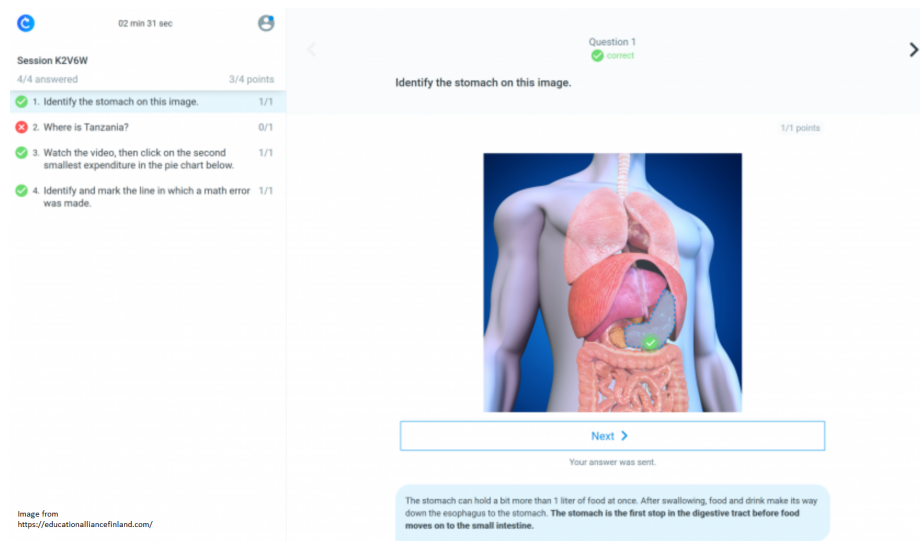 02 min 31 sec
Session K2V6W
4/4 answered
3/4 points
1. Identify the stomach on this image.
1/1
2. Where is Tanzania?
0/1
3. Watch the video, then click on the second
smallest expenditure in the pie chart below.
1/1
4. Identify and mark the line in which a math error
was made.
1/1
Image from
https://educationalliancefinland.com/
Question 1
correct
Identify the stomach on this image.
1/1 points
Next
Your answer was sent.
The stomach can hold a bit more than 1 liter of food at once. After swallowing, food and drink make its way
down the esophagus to the stomach. The stomach is the first stop in the digestive tract before food
moves on to the small intestine.